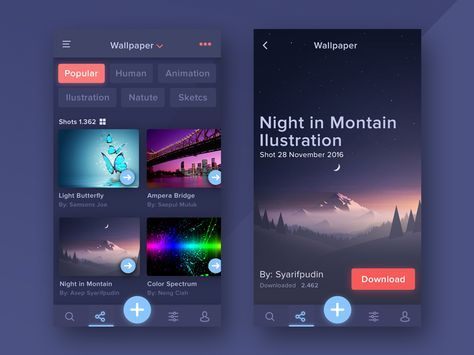 Wallpaper
Popular
Human
Animation
Ilustration
Natute
Sketcs
Shots 1.362
Light Butterfly
By: Samsons Joe
Ampera Bridge
By: Saepul Muluk
Night in Montain
By: Asep Syarifpudin
Color Spectrum
By: Neng Ciah
Wallpaper
Night in Montain
Ilustration
Shot 28 November 2016
By: Syarifpudin
Downloaded 2.462
Download